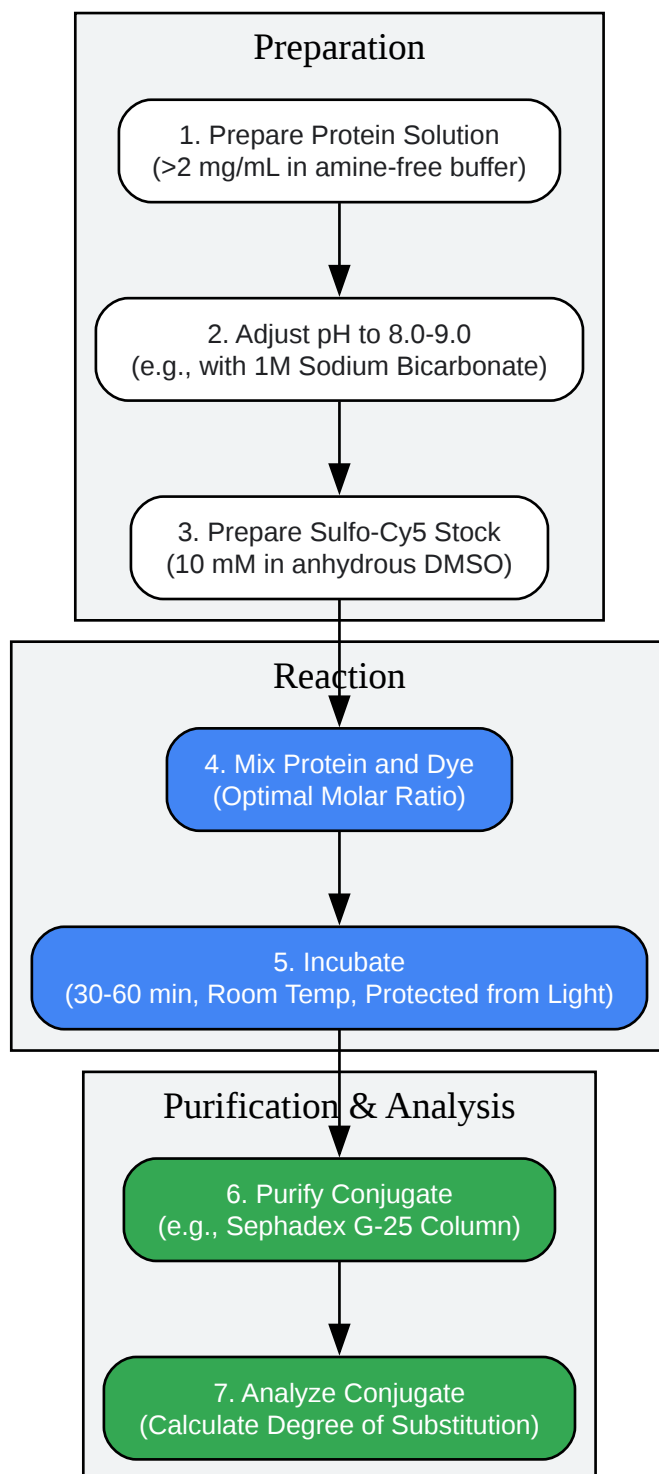 Preparation
1. Prepare Protein Solution
(>2 mg/mL in amine-free buffer)
2. Adjust pH to 8.0-9.0
(e.g., with 1M Sodium Bicarbonate)
3. Prepare Sulfo-Cy5 Stock
(10 mM in anhydrous DMSO)
Reaction
4. Mix Protein and Dye
(Optimal Molar Ratio)
5. Incubate
(30-60 min, Room Temp, Protected from Light)
Purification & Analysis
6. Purify Conjugate
(e.g., Sephadex G-25 Column)
7. Analyze Conjugate
(Calculate Degree of Substitution)